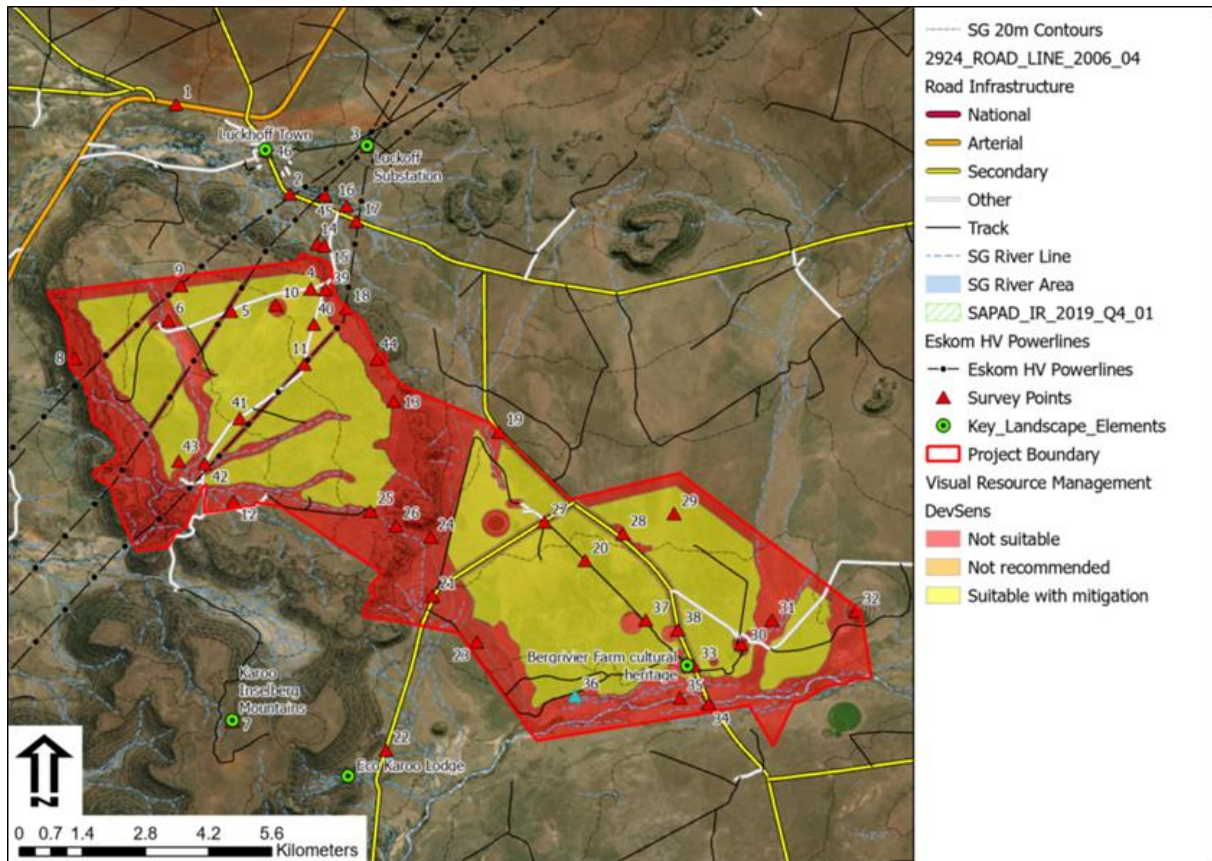 1
Luckhoff Town
46
3
Luckoff
Substation
2
16
45
17
14
15
9
4
39
6
5
10
40
18
8
11
44
41
13
19
43
42
12
25
26
24
27
28
29
20
21
37
38
31
32
30
23
Bergrivier Farm cultural
heritage
33
36
35
34
Karoo
Inselberg
Mountains
7
22
Eco Karoo Lodge
N
0 0.7 1.4 2.8 4.2 5.6
Kilometers
SG 20m Contours
2924_ROAD_LINE_2006_04
Road Infrastructure
National
Arterial
Secondary
Other
Track
SG River Line
SG River Area
SAPAD_IR_2019_Q4_01
Eskom HV Powerlines
Eskom HV Powerlines
Survey Points
Key_Landscape_Elements
Project Boundary
Visual Resource Management
DevSens
Not suitable
Not recommended
Suitable with mitigation